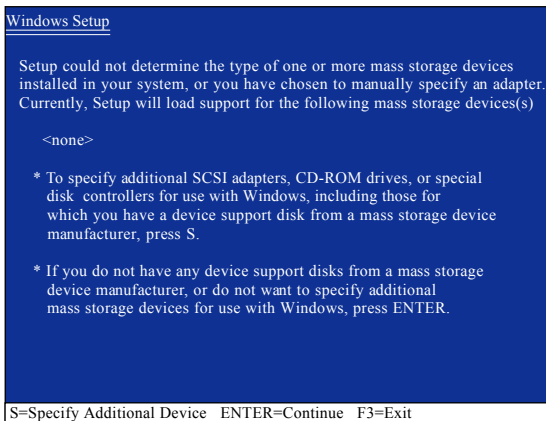 Windows Setup
Setup could not determine the type of one or more mass storage devices
installed in your system, or you have chosen to manually specify an adapter.
Currently, Setup will load support for the following mass storage devices(s)
<none>
* To specify additional SCSI adapters, CD-ROM drives, or special
disk controllers for use with Windows, including those for
which you have a device support disk from a mass storage device
manufacturer, press S.
* If you do not have any device support disks from a mass storage
device manufacturer, or do not want to specify additional
mass storage devices for use with Windows, press ENTER.
S=Specify Additional Device ENTER=Continue F3=Exit